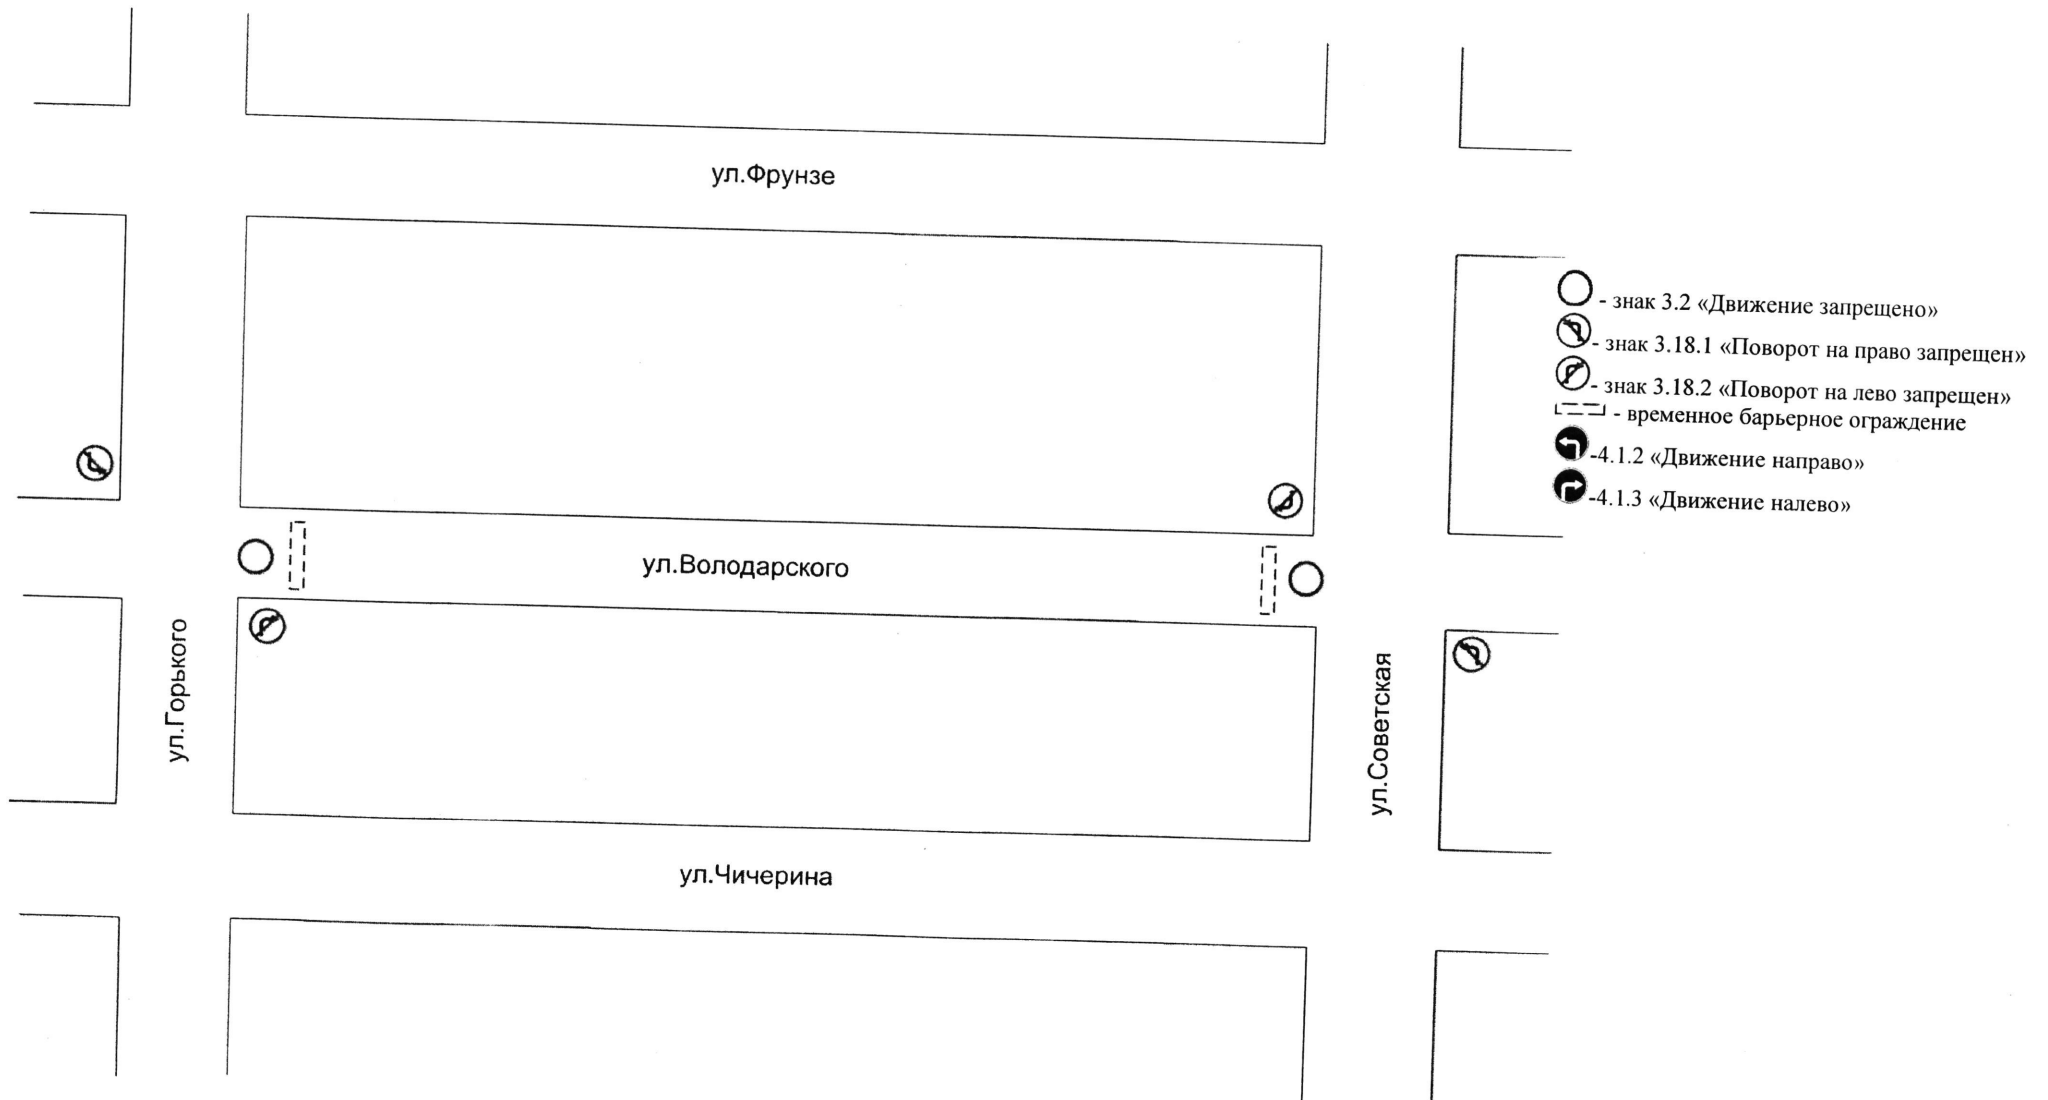 ул.Фрунзе
- знак 3.2 «Движение запрещено»
- знак 3.18.1 «Поворот на право запрещен»
- знак 3.18.2 «Поворот на лево запрещен»
- временное барьерное ограждение
-4.1.2 «Движение направо»
-4.1.3 «Движение налево»
ул.Володарского
ул.Горького
ул.Советская
ул.Чичерина